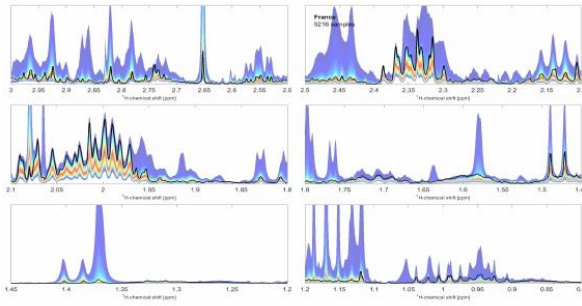 France
5216 samples
3 2.95 2.9 2.85 2.8 2.75 2.7 2.65 2.6 2.55 2.5
¹H-chemical shift [ppm]
2.5 2.45 2.4 2.35 2.3 2.25 2.2 2.15 2.1
¹H-chemical shift [ppm]
2.1 2.05 2 1.95 1.9 1.85 1.8
¹H-chemical shift [ppm]
1.8 1.75 1.7 1.65 1.6 1.55 1.5
¹H-chemical shift [ppm]
1.45 1.4 1.35 1.3 1.25 1.2
¹H-chemical shift [ppm]
1.2 1.15 1.1 1.05 1 0.95 0.9 0.85
¹H-chemical shift [ppm]